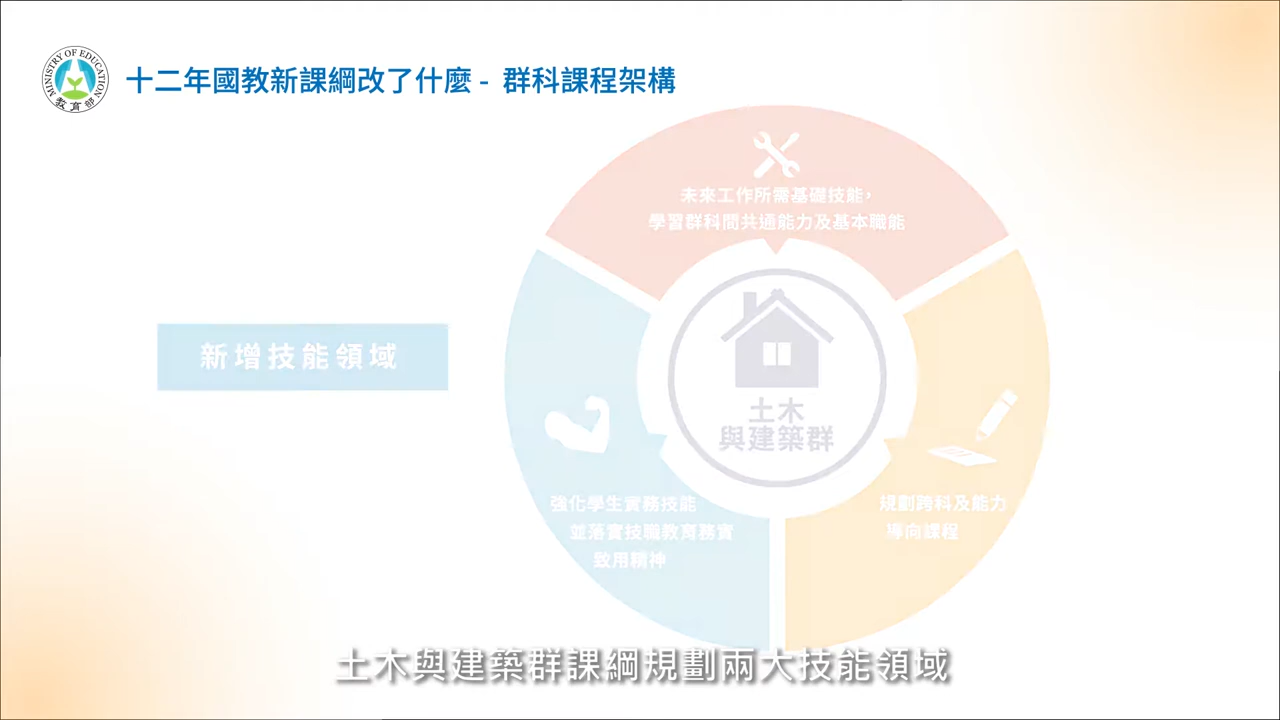 MINISTRY OF EDUCATION
教育部
十二年國教新課綱改了什麼 - 群科課程架構
未來工作所需基礎技能，
學習群科間共通能力及基本職能
新增技能領域
土木
與建築群
強化學生實務技能
並落實技職教育務實
致用精神
規劃跨科及能力
導向課程
土木與建築群課綱規劃兩大技能領域